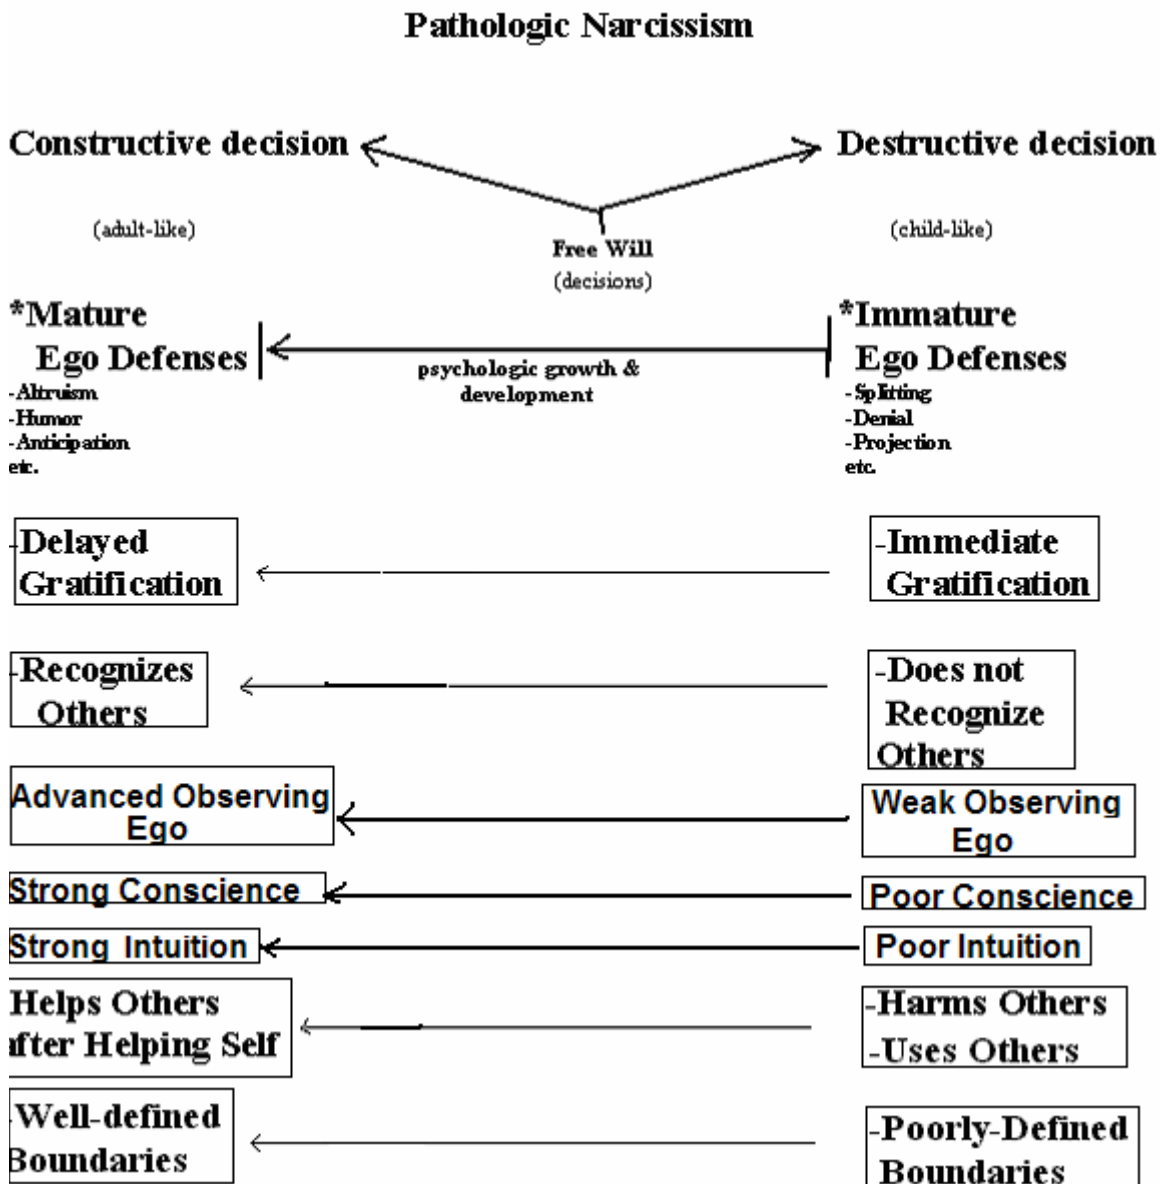 Pathologic Narcissism
Constructive decision
Destructive decision
(adult-like)
Free Will
(decisions)
(child-like)
*Mature
Ego Defenses
-Altruism
-Humor
-Anticipation
etc.
psychologic growth &
development
*Immature
Ego Defenses
-Splitting
-Denial
-Projection
etc.
-Delayed
Gratification
-Immediate
Gratification
-Recognizes
Others
-Does not
Recognize
Others
Advanced Observing
Ego
Weak Observing
Ego
Strong Conscience
Poor Conscience
Strong Intuition
Poor Intuition
Helps Others
after Helping Self
-Harms Others
-Uses Others
-Well-defined
Boundaries
-Poorly-Defined
Boundaries